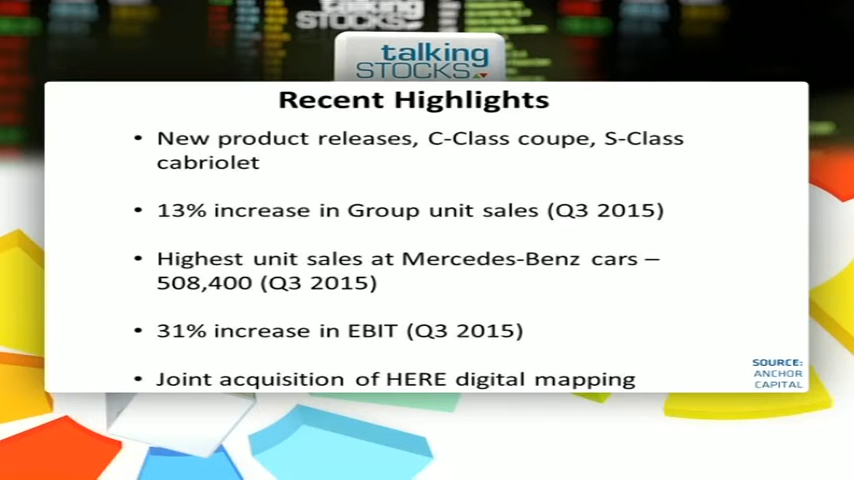 STOCKS
talking
STOCKS
Recent Highlights
• New product releases, C-Class coupe, S-Class
cabriolet
• 13% increase in Group unit sales (Q3 2015)
• Highest unit sales at Mercedes-Benz cars –
508,400 (Q3 2015)
• 31% increase in EBIT (Q3 2015)
• Joint acquisition of HERE digital mapping
SOURCE:
ANCHOR
CAPITAL